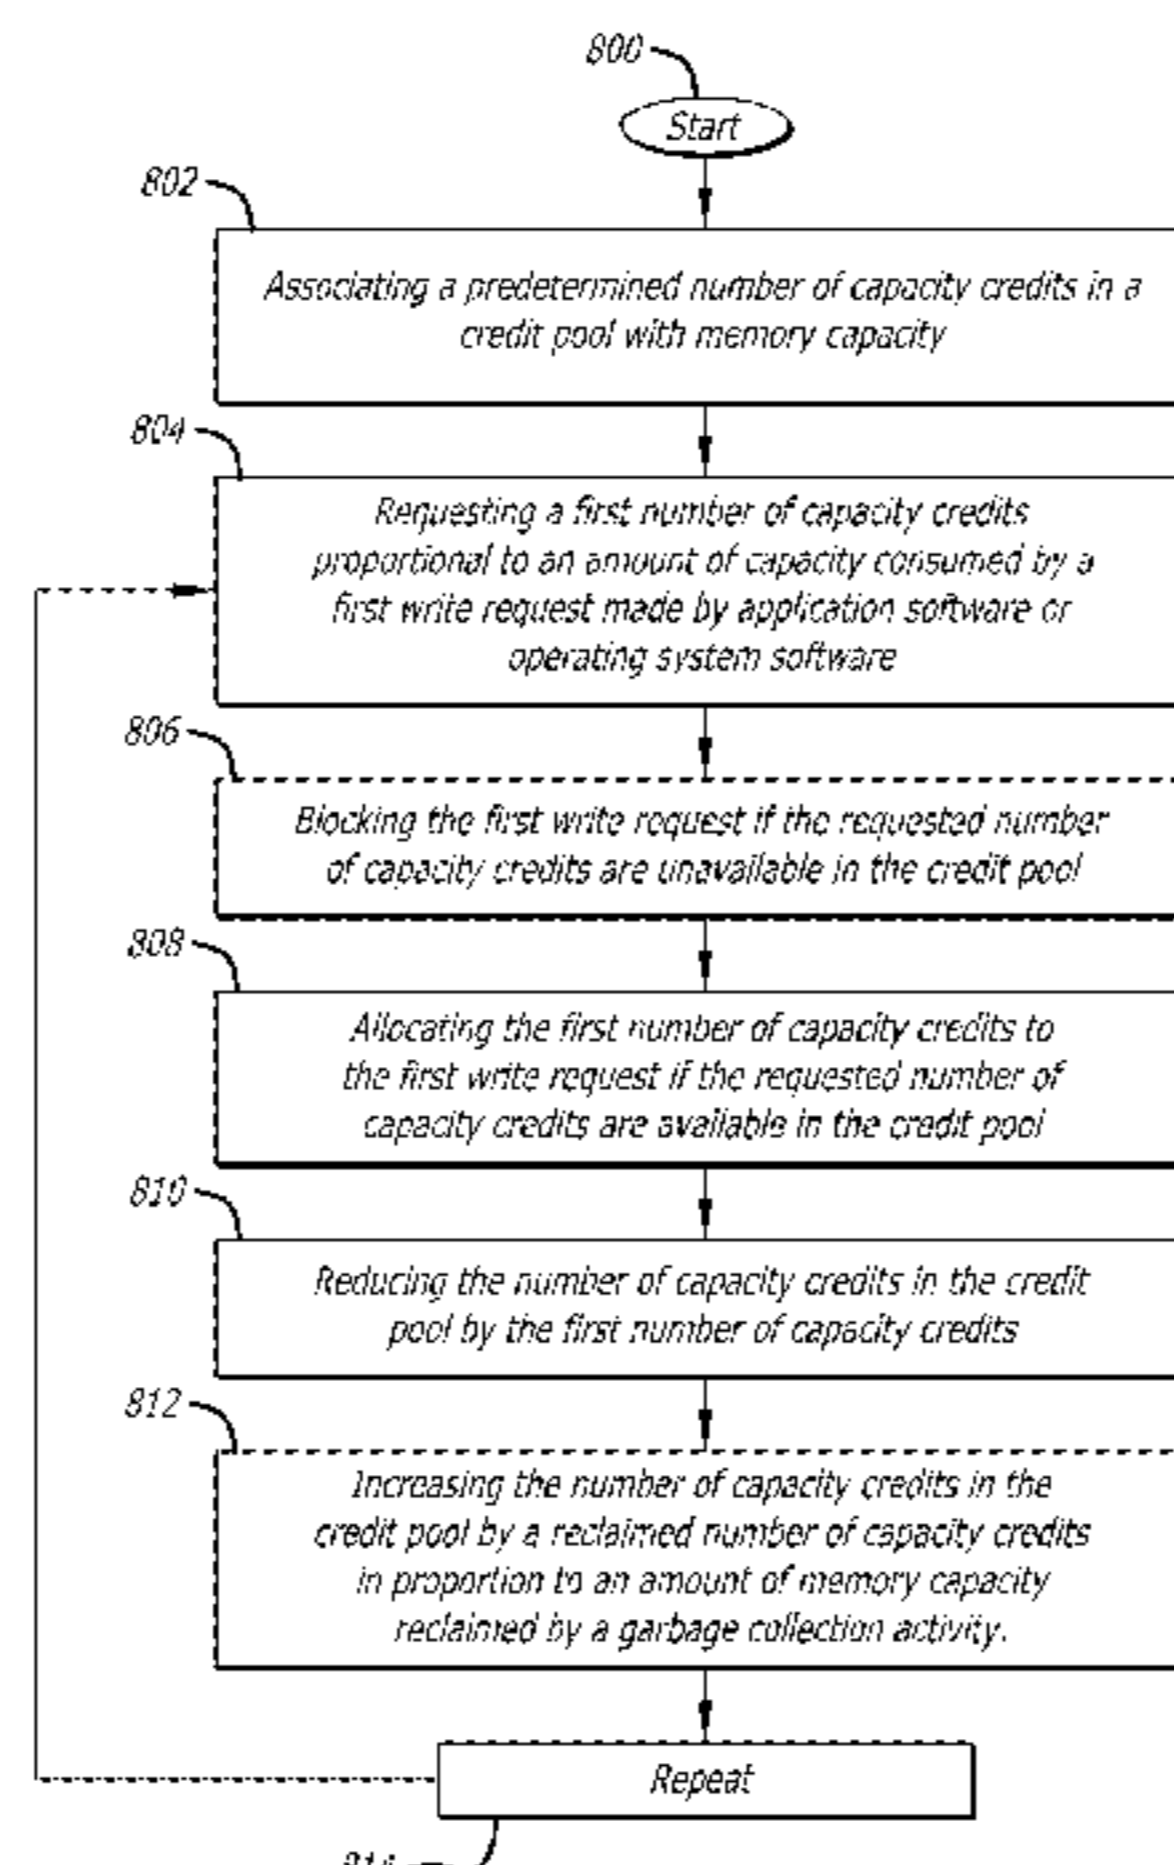 800
Start
802
Associating a predetermined number of capacity credits in a
credit pool with memory capacity
804
Requesting a first number of capacity credits
proportional to an amount of capacity consumed by a
first write request made by application software or
operating system software
806
Blocking the first write request if the requested number
of capacity credits are unavailable in the credit pool
808
Allocating the first number of capacity credits to
the first write request if the requested number of
capacity credits are available in the credit pool
810
Reducing the number of capacity credits in the credit
pool by the first number of capacity credits
812
Increasing the number of capacity credits in the
credit pool by a reclaimed number of capacity credits
in proportion to an amount of memory capacity
reclaimed by a garbage collection activity.
Repeat